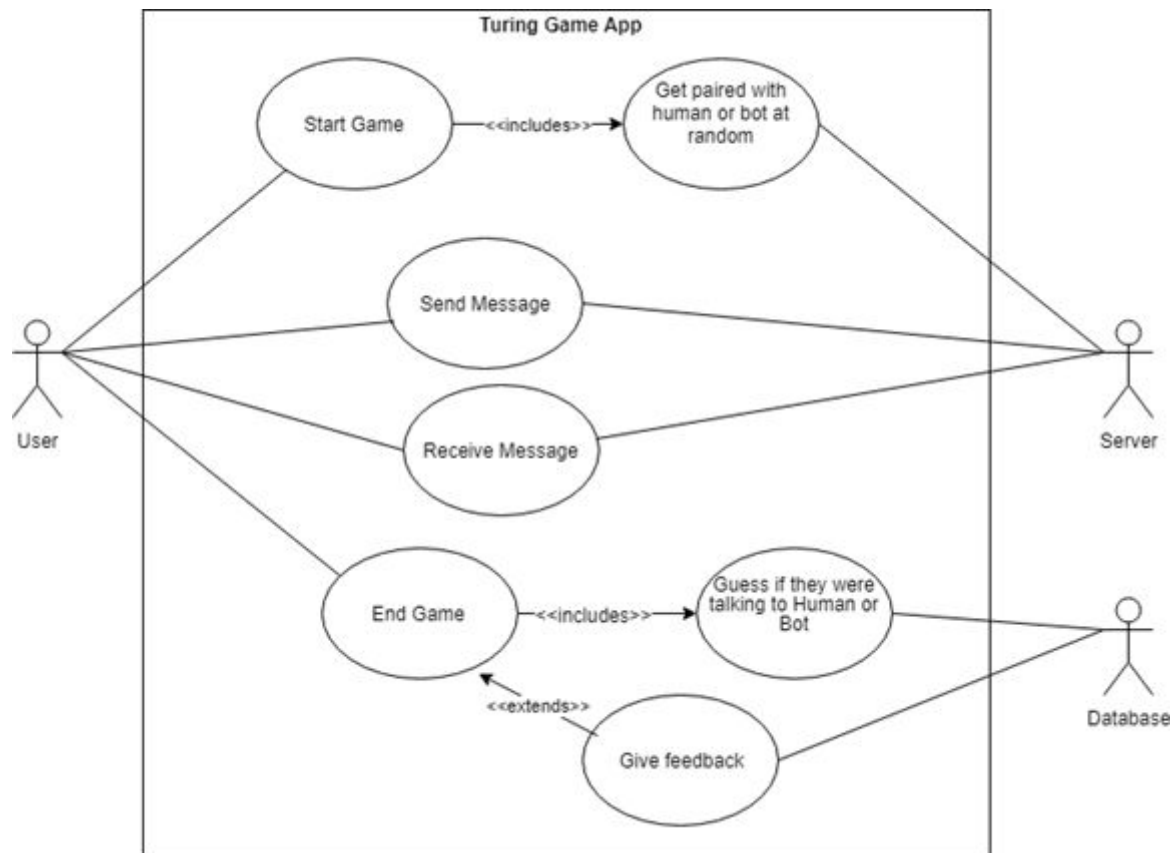 Turing Game App
Start Game
<<includes>>
Get paired with
human or bot at
random
Send Message
Receive Message
User
Server
End Game
<<includes>>
Guess if they were
talking to Human or
Bot
<<extends>>
Give feedback
Database